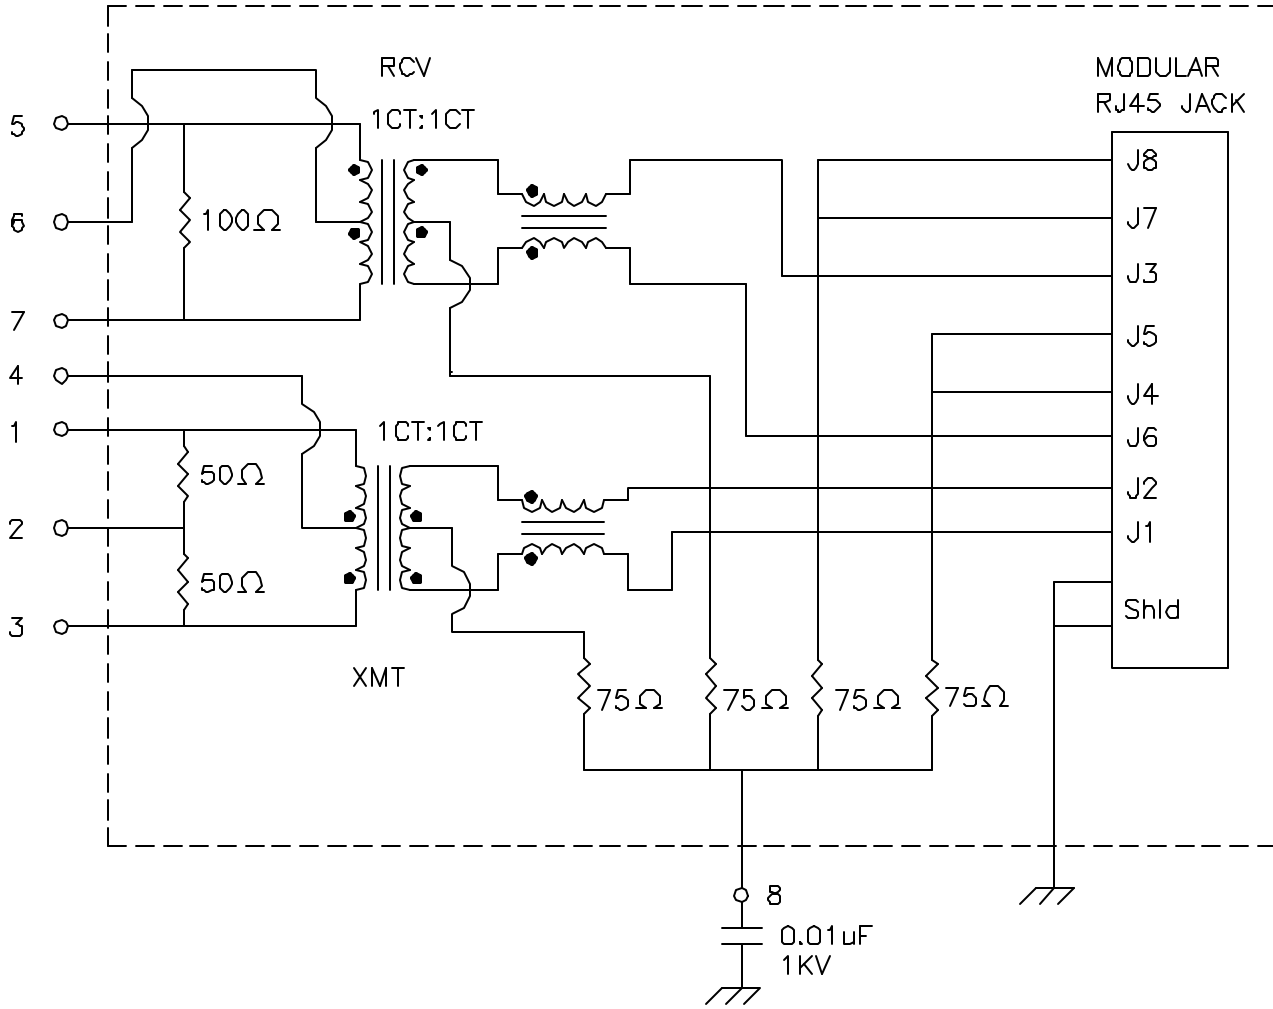 RCV
MODULAR
RJ45 JACK
1CT:1CT
5
J8
6
100Ω
J7
J3
7
J5
4
J4
1
1CT:1CT
J6
50Ω
J2
2
J1
50Ω
Shld
3
XMT
75Ω
75Ω
75Ω
75Ω
8
0.01uF
1KV